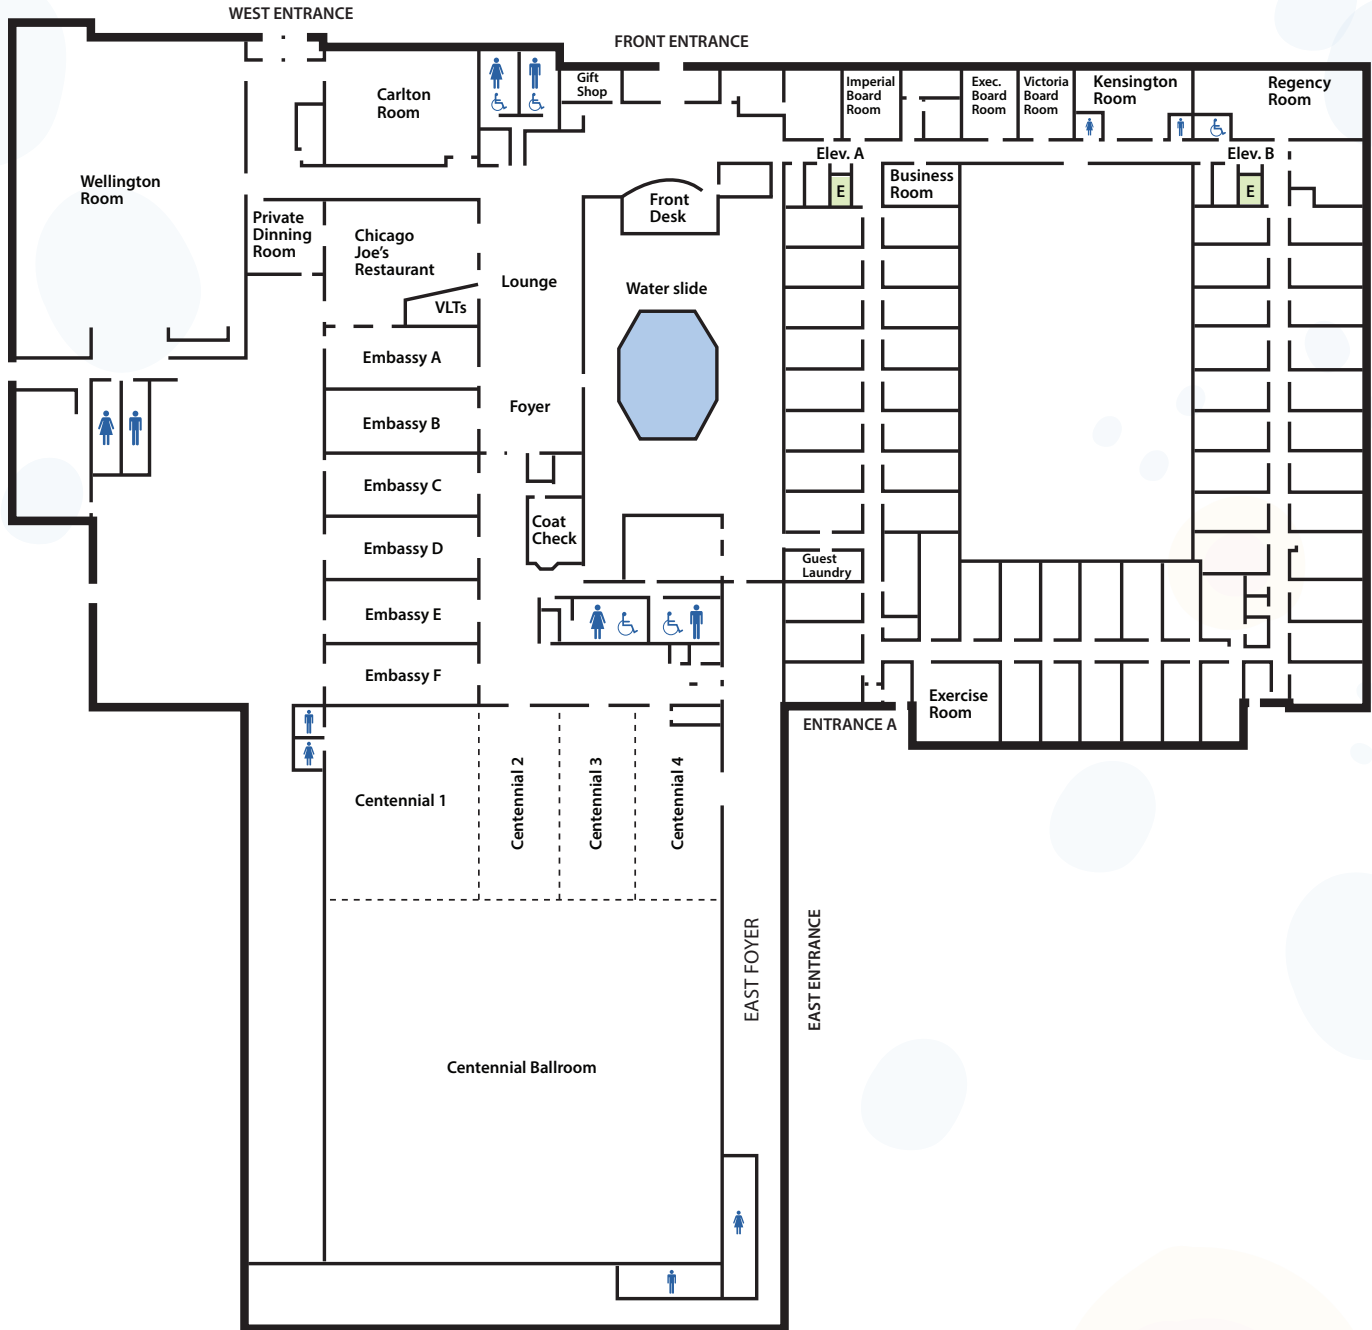 WEST ENTRANCE
FRONT ENTRANCE
Gift
Shop
Carlton
Room
Imperial
Board
Room
Exec.
Board
Room
Victoria
Board
Room
Kensington
Room
Regency
Room
Elev. A
E
Business
Room
Elev. B
E
Wellington
Room
Private
Dinning
Room
Chicago
Joe's
Restaurant
VLTs
Lounge
Front
Desk
Water slide
Embassy A
Foyer
Embassy B
Embassy C
Coat
Check
Embassy D
Guest
Laundry
Embassy E
Embassy F
Exercise
Room
ENTRANCE A
Centennial 1
Centennial 2
Centennial 3
Centennial 4
EAST FOYER
EAST ENTRANCE
Centennial Ballroom